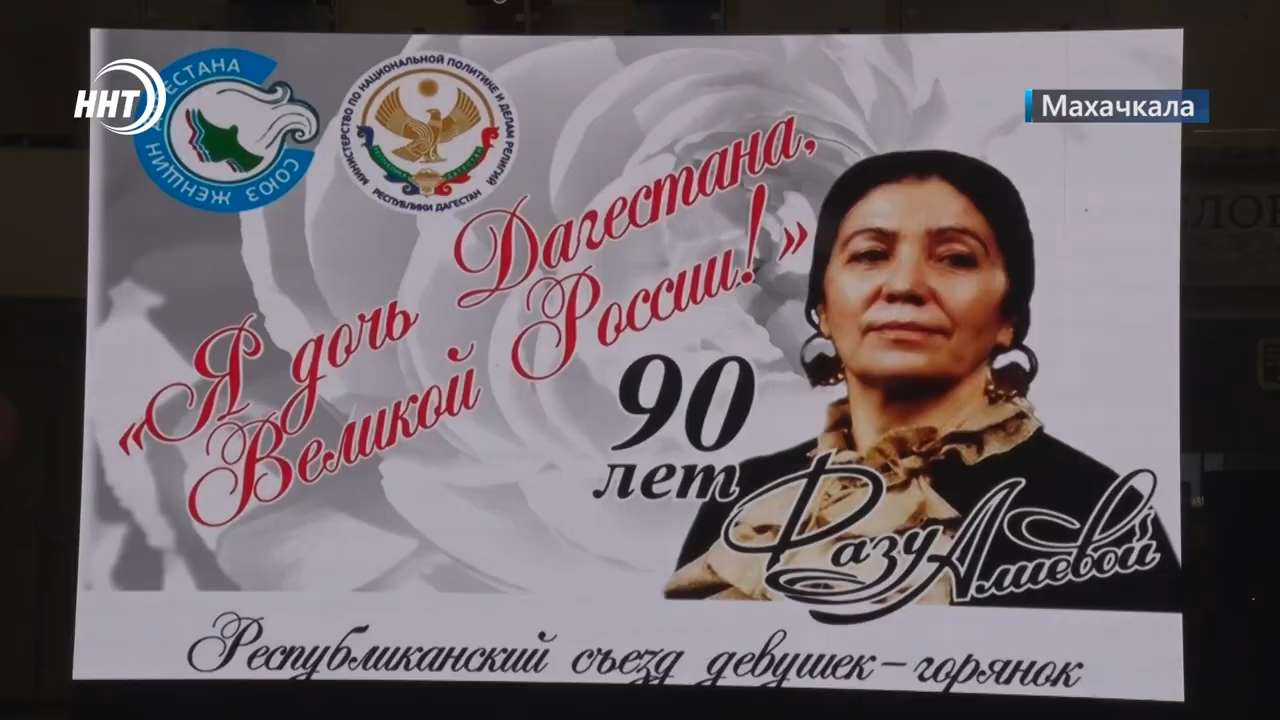 ННТ
СОЮЗ ЖЕНЩИН ДАГЕСТАНА
МИНИСТЕРСТВО ПО НАЦИОНАЛЬНОЙ ПОЛИТИКЕ И ДЕЛАМ РЕЛИГИЙ
РЕСПУБЛИКИ ДАГЕСТАН
Махачкала
«Я дочь Дагестана,
Великой России!»
90
лет
Фазу Алиевой
Республиканский съезд девушек-горянок